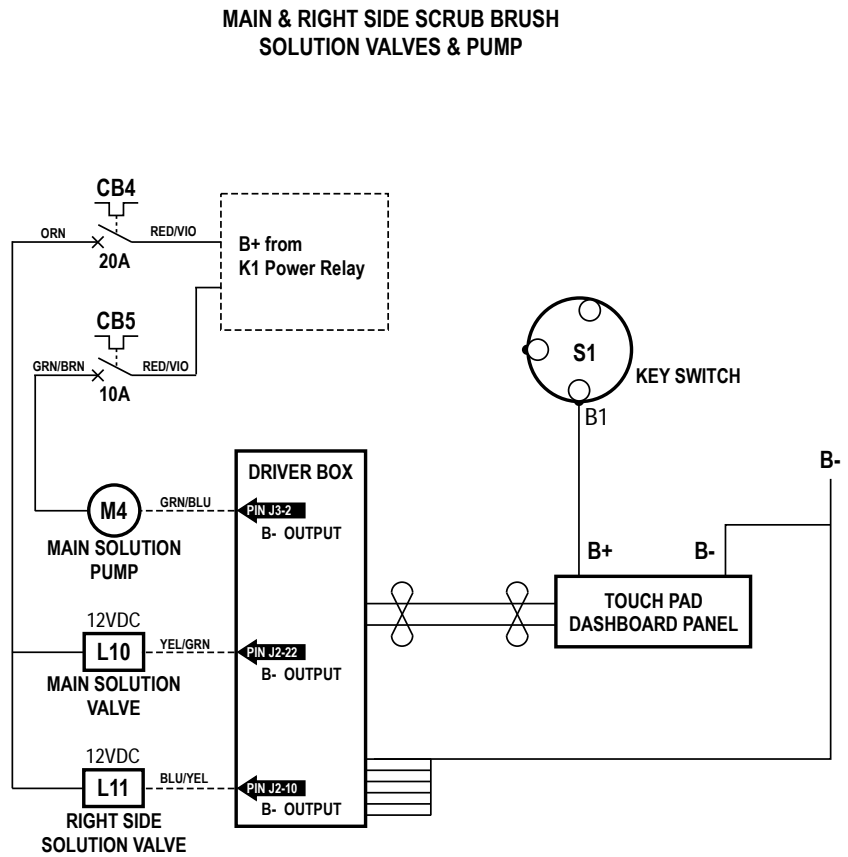 MAIN & RIGHT SIDE SCRUB BRUSH
SOLUTION VALVES & PUMP
CB4
ORN
RED/VIO
20A
B+ from
K1 Power Relay
CB5
GRN/BRN
RED/VIO
10A
S1
KEY SWITCH
B1
B-
DRIVER BOX
M4
GRN/BLU
PIN J3-2
B- OUTPUT
MAIN SOLUTION
PUMP
B+
B-
TOUCH PAD
DASHBOARD PANEL
12VDC
L10
YEL/GRN
PIN J2-22
B- OUTPUT
MAIN SOLUTION
VALVE
12VDC
L11
BLU/YEL
PIN J2-10
B- OUTPUT
RIGHT SIDE
SOLUTION VALVE